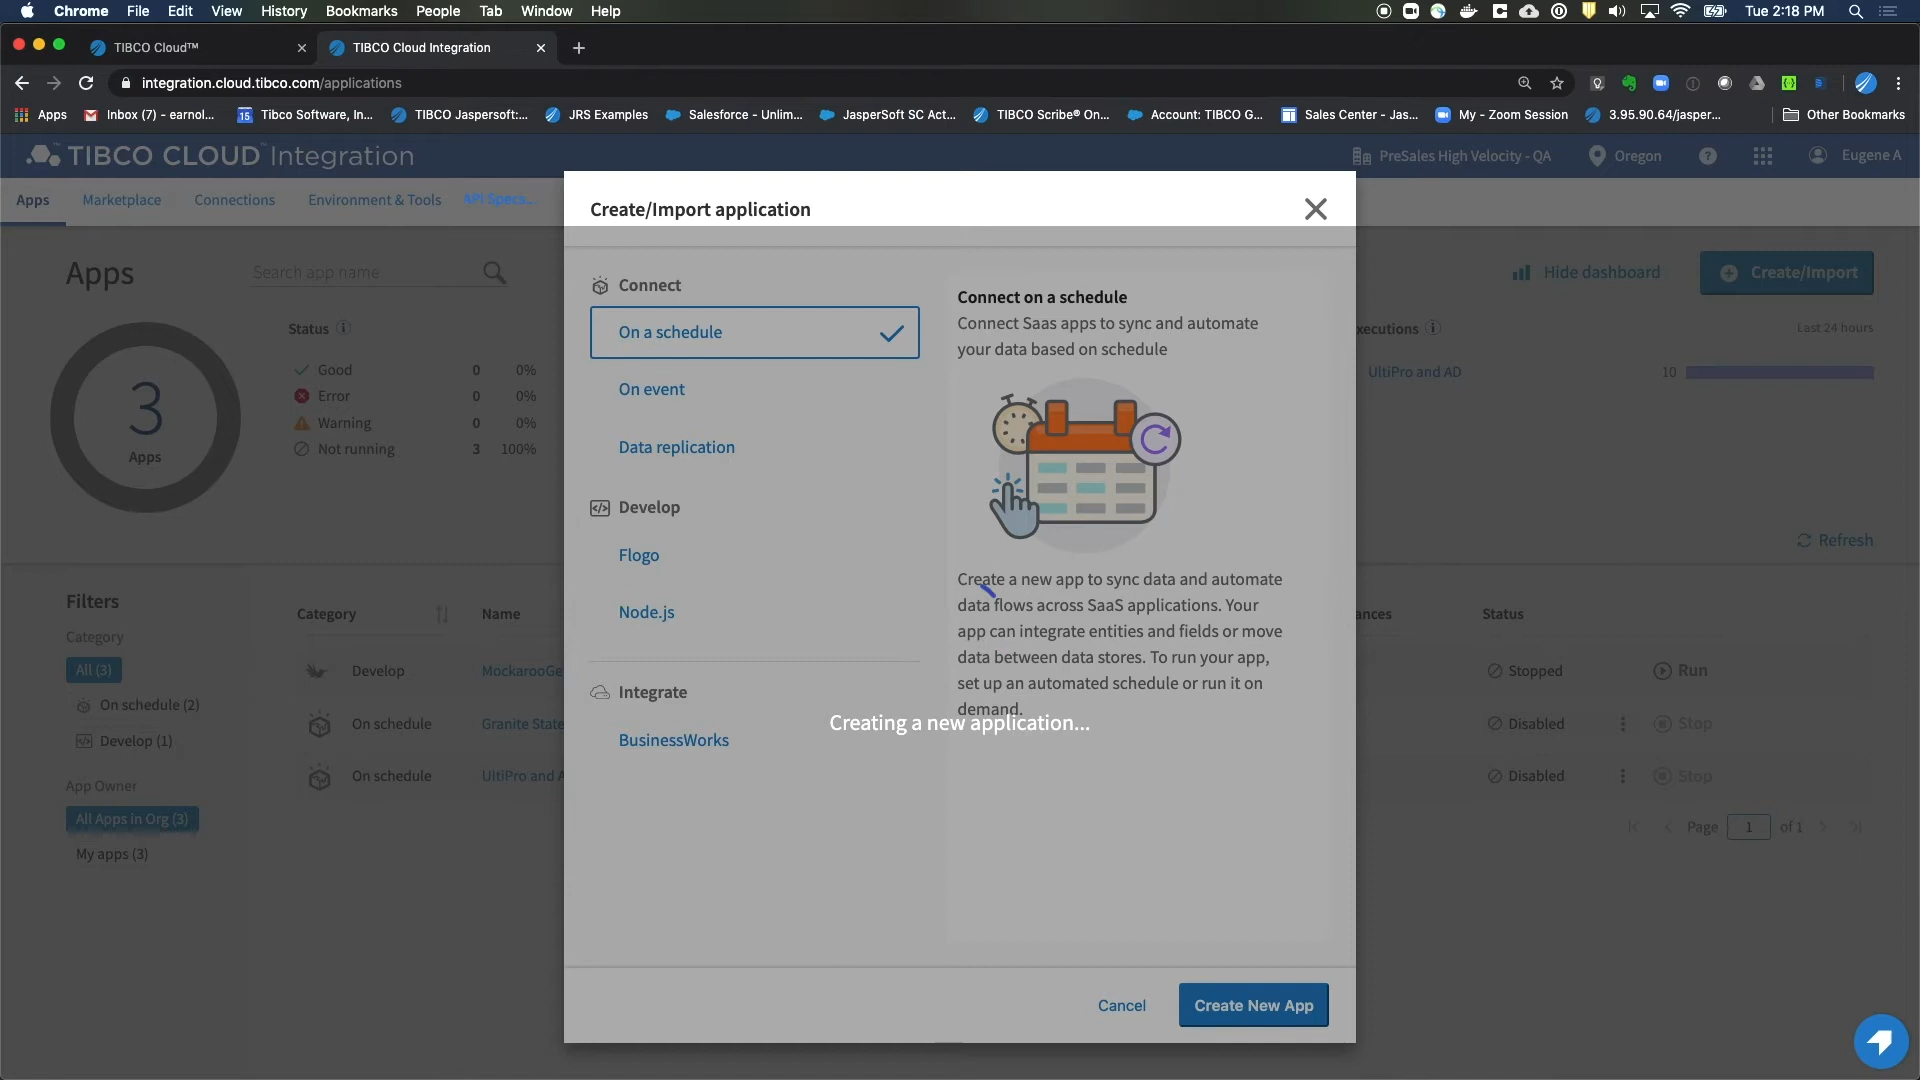 Chrome File Edit View History Bookmarks People Tab Window Help
Tue 2:18 PM
TIBCO Cloud™
TIBCO Cloud Integration
integration.cloud.tibco.com/applications
Apps
Inbox (7) - earnol...
15
Tibco Software, In...
TIBCO Jaspersoft:...
JRS Examples
Salesforce - Unlim...
JasperSoft SC Act...
TIBCO Scribe® On...
Account: TIBCO G...
Sales Center - Jas...
My - Zoom Session
3.95.90.64/jasper...
Other Bookmarks
TIBCO CLOUD™ Integration
PreSales High Velocity - QA
Oregon
Eugene A
Apps
Marketplace
Connections
Environment & Tools
API Specs...
Create/Import application
Apps
Search app name
Hide dashboard
Create/Import
3
Apps
Status
Good 0 0%
Error 0 0%
Warning 0 0%
Not running 3 100%
Connect
On a schedule
On event
Data replication
Develop
Flogo
Node.js
Integrate
BusinessWorks
Connect on a schedule
Connect Saas apps to sync and automate
your data based on schedule
Create a new app to sync data and automate
data flows across SaaS applications. Your
app can integrate entities and fields or move
data between data stores. To run your app,
set up an automated schedule or run it on
demand.
Creating a new application...
Cancel
Create New App
xecutions
Last 24 hours
UltiPro and AD
10
Refresh
Filters
Category
All (3)
On schedule (2)
Develop (1)
App Owner
All Apps in Org (3)
My apps (3)
Category Name
ances Status
Develop MockarooGe
Stopped Run
On schedule Granite State
Disabled Stop
On schedule UltiPro and A
Disabled Stop
Page 1 of 1